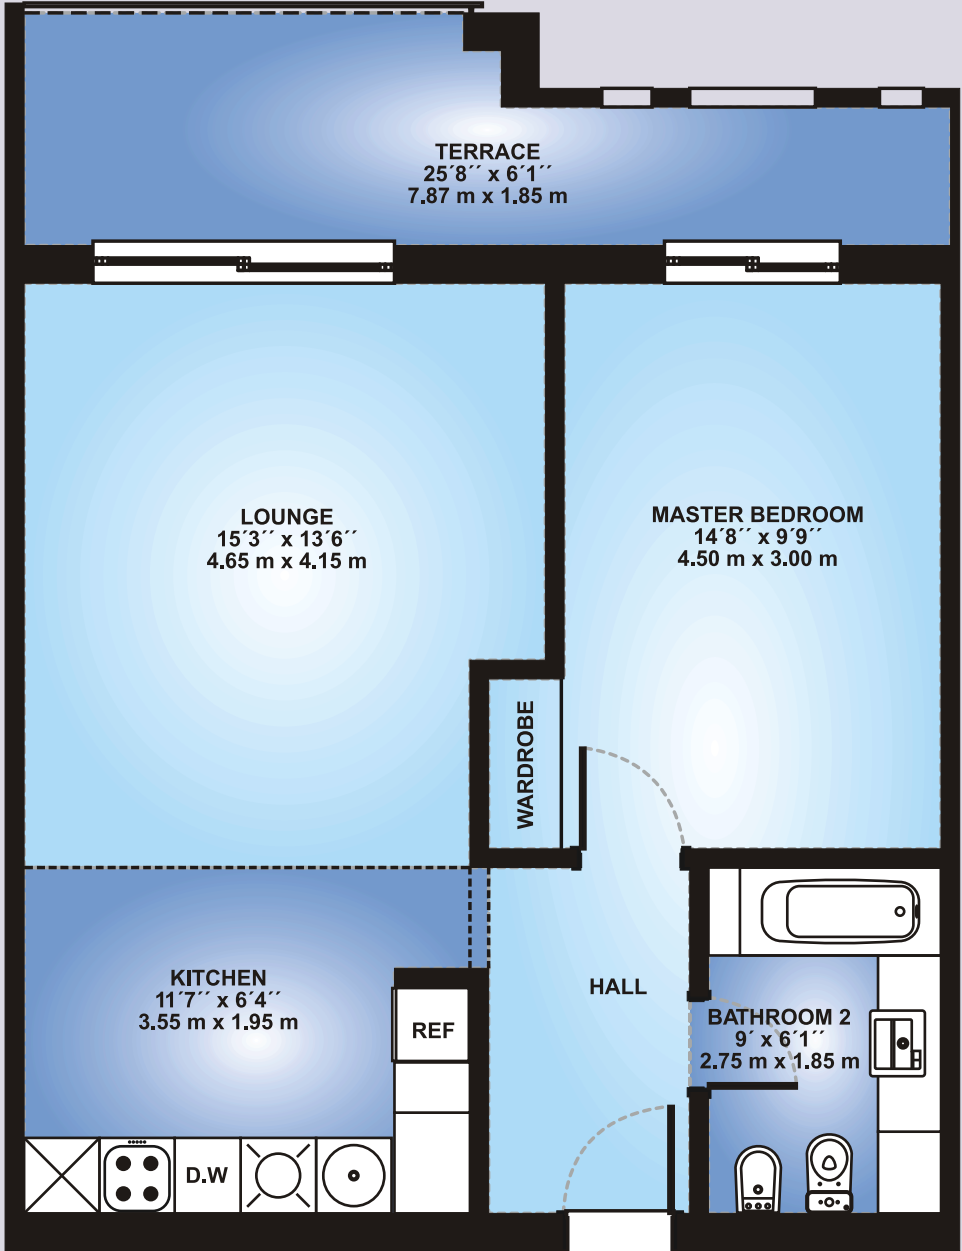 TERRACE
25´8´´ x 6´1´´
7.87 m x 1.85 m
LOUNGE
15´3´´ x 13´6´´
4.65 m x 4.15 m
MASTER BEDROOM
14´8´´ x 9´9´´
4.50 m x 3.00 m
WARDROBE
KITCHEN
11´7´´ x 6´4´´
3.55 m x 1.95 m
REF
D.W
HALL
BATHROOM 2
9´ x 6´1´´
2.75 m x 1.85 m